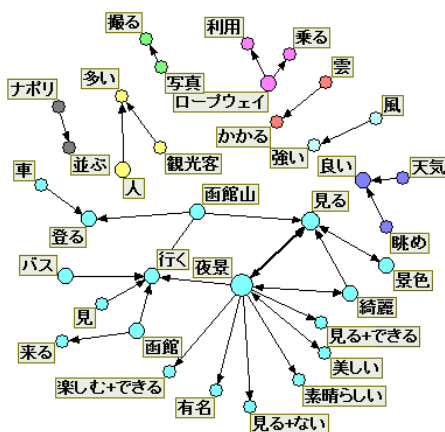 撮る
利用
乗る
多い
写真
雲
ロープウェイ
ナポリ
風
かかる
観光客
強い
並ぶ
良い
天気
車
人
函館山
見る
登る
眺め
バス
行く
夜景
景色
見
綺麗
来る
函館
見る+できる
楽しむ+できる
美しい
有名
素晴らしい
見る+ない